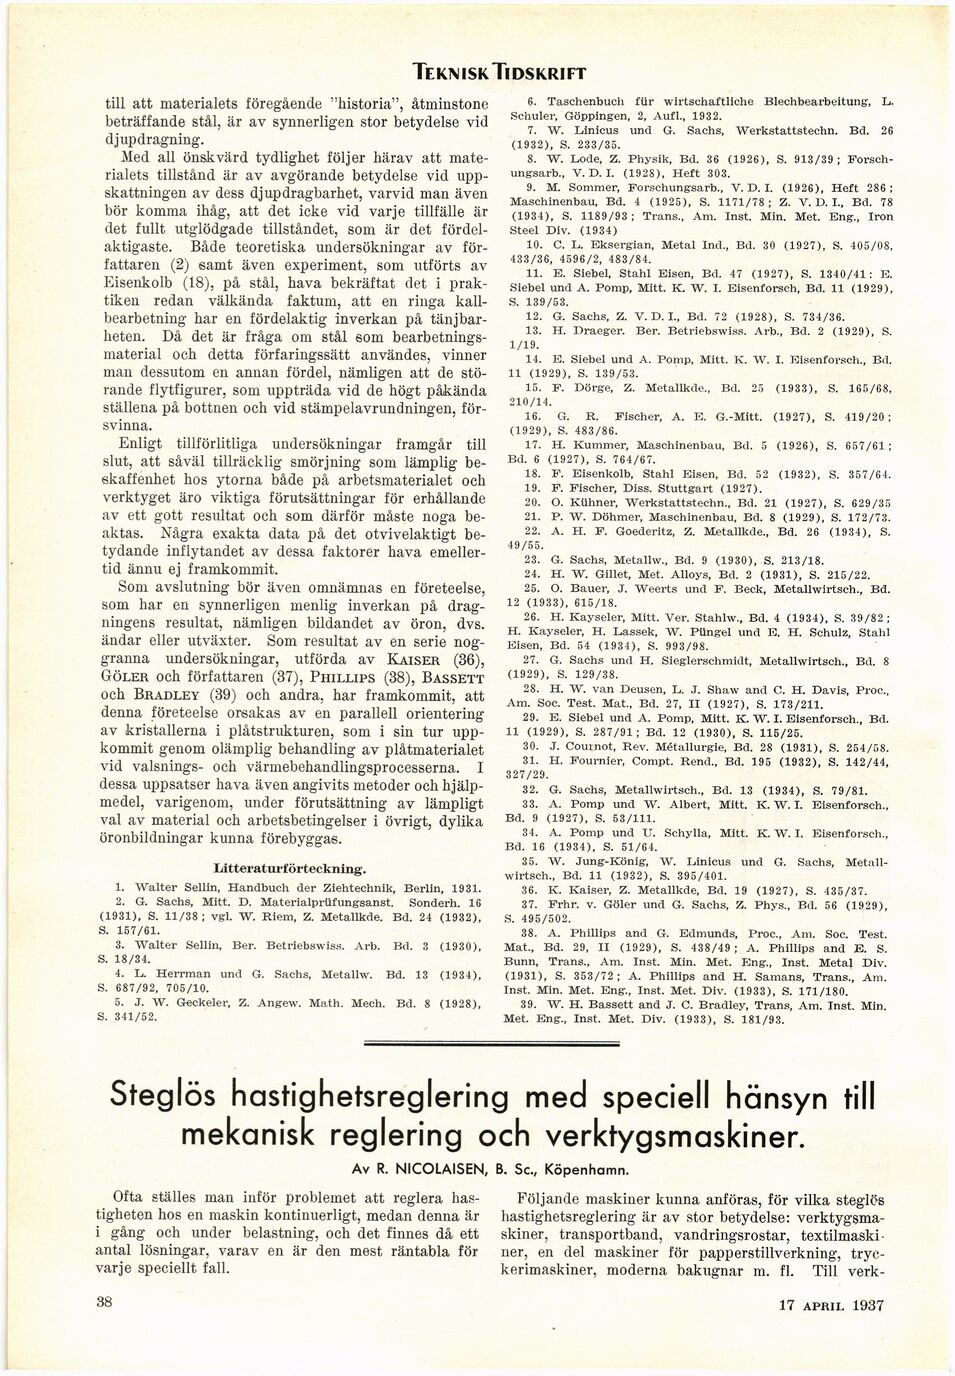 TEKNISK TIDSKRIFT
till att materialets föregående "historia", åtminstone
beträffande stål, är av synnerligen stor betydelse vid
djupdragning.
Med all önskvärd tydlighet följer härav att mate-
rialets tillstånd är av avgörande betydelse vid upp-
skattningen av dess djupdragbarhet, varvid man även
bör komma ihåg, att det icke vid varje tillfälle är
det fullt utglödgade tillståndet, som är det fördel-
aktigaste. Både teoretiska undersökningar av för-
fattaren (2) samt även experiment, som utförts av
Eisenkolb (18), på stål, hava bekräftat det i prak-
tiken redan välkända faktum, att en ringa kall-
bearbetning har en fördelaktig inverkan på tänjbar-
heten. Då det är fråga om stål som bearbetnings-
material och detta förfaringssätt användes, vinner
man dessutom en annan fördel, nämligen att de stö-
rande flytfigurer, som uppträda vid de högt påkända
ställena på bottnen och vid stämpelavrundningen, för-
svinna.
Enligt tillförlitliga undersökningar framgår till
slut, att såväl tillräcklig smörjning som lämplig be-
skaffenhet hos ytorna både på arbetsmaterialet och
verktyget äro viktiga förutsättningar för erhållande
av ett gott resultat och som därför måste noga be-
aktas. Några exakta data på det otvivelaktigt be-
tydande inflytandet av dessa faktorer hava emeller-
tid ännu ej framkommit.
Som avslutning bör även omnämnas en företeelse,
som har en synnerligen menlig inverkan på drag-
ningens resultat, nämligen bildandet av öron, dvs.
ändar eller utväxter. Som resultat av en serie nog-
granna undersökningar, utförda av KAISER (36),
GÖLER och författaren (37), PHILLIPS (38), BASSETT
och BRADLEY (39) och andra, har framkommit, att
denna företeelse orsakas av en parallell orientering
av kristallerna i plåtstrukturen, som i sin tur upp-
kommit genom olämplig behandling av plåtmaterialet
vid valsnings- och värmebehandlingsprocesserna. I
dessa uppsatser hava även angivits metoder och hjälp-
medel, varigenom, under förutsättning av lämpligt
val av material och arbetsbetingelser i övrigt, dylika
öronbildningar kunna förebyggas.
Litteraturförteckning.
1. Walter Sellin, Handbuch der Ziehtechnik, Berlin, 1931.
2. G. Sachs, Mitt. D. Materialprüfungsanst. Sonderh. 16
(1931), S. 11/38; vgl. W. Riem, Z. Metallkde. Bd. 24 (1932),
S. 157/61.
3. Walter Sellin, Ber. Betriebswiss. Arb. Bd. 3 (1930),
S. 18/34.
4. L. Herrman und G. Sachs, Metallw. Bd. 13 (1934),
S. 687/92, 705/10.
5. J. W. Geckeler, Z. Angew. Math. Mech. Bd. 8 (1928),
S. 341/52.
6. Taschenbuch für wirtschaftliche Blechbearbeitung, L.
Schuler, Göppingen, 2, Aufl., 1932.
7. W. Linicus und G. Sachs, Werkstattstechn. Bd. 26
(1932), S. 233/35.
8. W. Lode, Z. Physik, Bd. 36 (1926), S. 913/39; Forsch-
ungsarb., V. D. I. (1928), Heft 303.
9. M. Sommer, Forschungsarb., V. D. I. (1926), Heft 286;
Maschinenbau, Bd. 4 (1925), S. 1171/78; Z. V. D. I., Bd. 78
(1934), S. 1189/93; Trans., Am. Inst. Min. Met. Eng., Iron
Steel Div. (1934)
10. C. L. Eksergian, Metal Ind., Bd. 30 (1927), S. 405/08,
433/36, 4596/2, 483/84.
11. E. Siebel, Stahl Eisen, Bd. 47 (1927), S. 1340/41: E.
Siebel und A. Pomp, Mitt. K. W. I. Eisenforsch, Bd. 11 (1929),
S. 139/53.
12. G. Sachs, Z. V. D. I., Bd. 72 (1928), S. 734/36.
13. H. Draeger. Ber. Betriebswiss. Arb., Bd. 2 (1929), S.
1/19.
14. E. Siebel und A. Pomp, Mitt. K. W. I. Eisenforsch., Bd.
11 (1929), S. 139/53.
15. F. Dörge, Z. Metallkde., Bd. 25 (1933), S. 165/68,
210/14.
16. G. R. Fischer, A. E. G.-Mitt. (1927), S. 419/20;
(1929), S. 483/86.
17. H. Kummer, Maschinenbau, Bd. 5 (1926), S. 657/61;
Bd. 6 (1927), S. 764/67.
18. F. Eisenkolb, Stahl Eisen, Bd. 52 (1932), S. 357/64.
19. F. Fischer, Diss. Stuttgart (1927).
20. O. Kühner, Werkstattstechn., Bd. 21 (1927), S. 629/35
21. P. W. Döhmer, Maschinenbau, Bd. 8 (1929), S. 172/73.
22. A. H. F. Goederitz, Z. Metallkde., Bd. 26 (1934), S.
49/55.
23. G. Sachs, Metallw., Bd. 9 (1930), S. 213/18.
24. H. W. Gillet, Met. Alloys, Bd. 2 (1931), S. 215/22.
25. O. Bauer, J. Weerts und F. Beck, Metallwirtsch., Bd.
12 (1933), 615/18.
26. H. Kayseler, Mitt. Ver. Stahlw., Bd. 4 (1934), S. 39/82;
H. Kayseler, H. Lassek, W. Püngel und E. H. Schulz, Stahl
Eisen, Bd. 54 (1934), S. 993/98.
27. G. Sachs und H. Sieglerschmidt, Metallwirtsch., Bd. 8
(1929), S. 129/38.
28. H. W. van Deusen, L. J. Shaw and C. H. Davis, Proc.,
Am. Soc. Test. Mat., Bd. 27, II (1927), S. 173/211.
29. E. Siebel und A. Pomp, Mitt. K. W. I. Eisenforsch., Bd.
11 (1929), S. 287/91; Bd. 12 (1930), S. 115/25.
30. J. Cournot, Rev. Métallurgie, Bd. 28 (1931), S. 254/58.
31. H. Fournier, Compt. Rend., Bd. 195 (1932), S. 142/44,
327/29.
32. G. Sachs, Metallwirtsch., Bd. 13 (1934), S. 79/81.
33. A. Pomp und W. Albert, Mitt. K. W. I. Eisenforsch.,
Bd. 9 (1927), S. 53/111.
34. A. Pomp und U. Schylla, Mitt. K. W. I. Eisenforsch.,
Bd. 16 (1934), S. 51/64.
35. W. Jung-König, W. Linicus und G. Sachs, Metall-
wirtsch., Bd. 11 (1932), S. 395/401.
36. K. Kaiser, Z. Metallkde, Bd. 19 (1927), S. 435/37.
37. Frhr. v. Göler und G. Sachs, Z. Phys., Bd. 56 (1929),
S. 495/502.
38. A. Phillips and G. Edmunds, Proc., Am. Soc. Test.
Mat., Bd. 29, II (1929), S. 438/49; A. Phillips and E. S.
Bunn, Trans., Am. Inst. Min. Met. Eng., Inst. Metal Div.
(1931), S. 353/72; A. Phillips and H. Samans, Trans., Am.
Inst. Min. Met. Eng., Inst. Met. Div. (1933), S. 171/180.
39. W. H. Bassett and J. C. Bradley, Trans, Am. Inst. Min.
Met. Eng., Inst. Met. Div. (1933), S. 181/93.
Steglös hastighetsreglering med speciell hänsyn till
mekanisk reglering och verktygsmaskiner.
Av R. NICOLAISEN, B. Sc., Köpenhamn.
Ofta ställes man inför problemet att reglera has-
tigheten hos en maskin kontinuerligt, medan denna är
i gång och under belastning, och det finnes då ett
antal lösningar, varav en är den mest räntabla för
varje speciellt fall.
Följande maskiner kunna anföras, för vilka steglös
hastighetsreglering är av stor betydelse: verktygsma-
skiner, transportband, vandringsrostar, textilmaski-
ner, en del maskiner för papperstillverkning, tryc-
kerimaskiner, moderna bakugnar m. fl. Till verk-
38
17 APRIL 1937